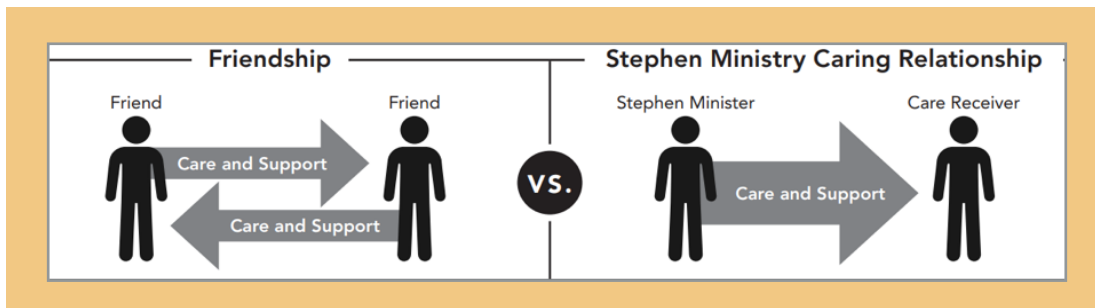 Friendship
Friend
Friend
Care and Support
Care and Support
VS.
Stephen Ministry Caring Relationship
Stephen Minister
Care Receiver
Care and Support